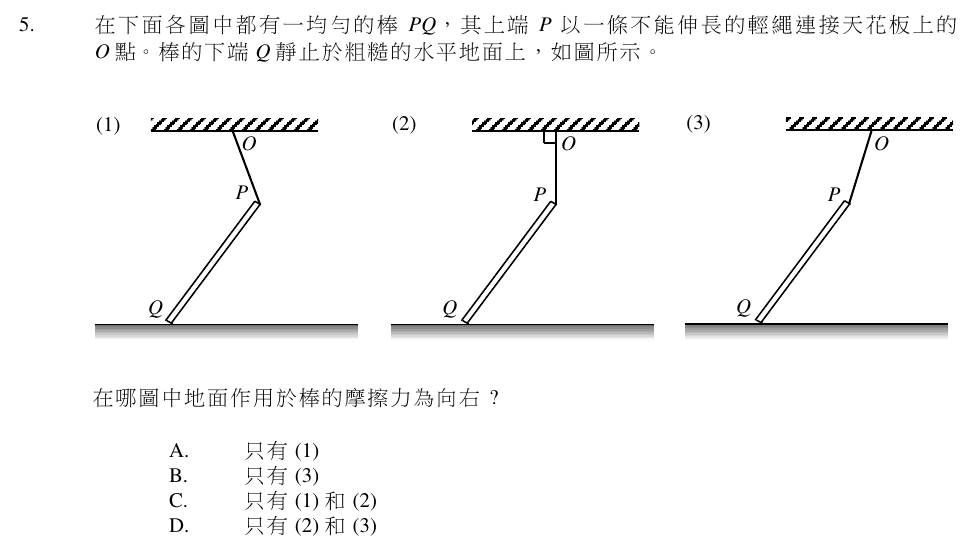 5. 在下面各圖中都有一均勻的棒 PQ，其上端 P 以一條不能伸長的輕繩連接天花板上的
O 點。棒的下端 Q 靜止於粗糙的水平地面上，如圖所示。
(1) (2) (3)
O O O
P P P
Q Q Q
在哪圖中地面作用於棒的摩擦力為向右 ?
A. 只有 (1)
B. 只有 (3)
C. 只有 (1) 和 (2)
D. 只有 (2) 和 (3)